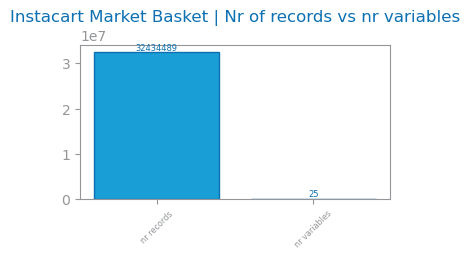 Instacart Market Basket | Nr of records vs nr variables
1e7
3
2
1
0
32434489
25
nr records
nr variables